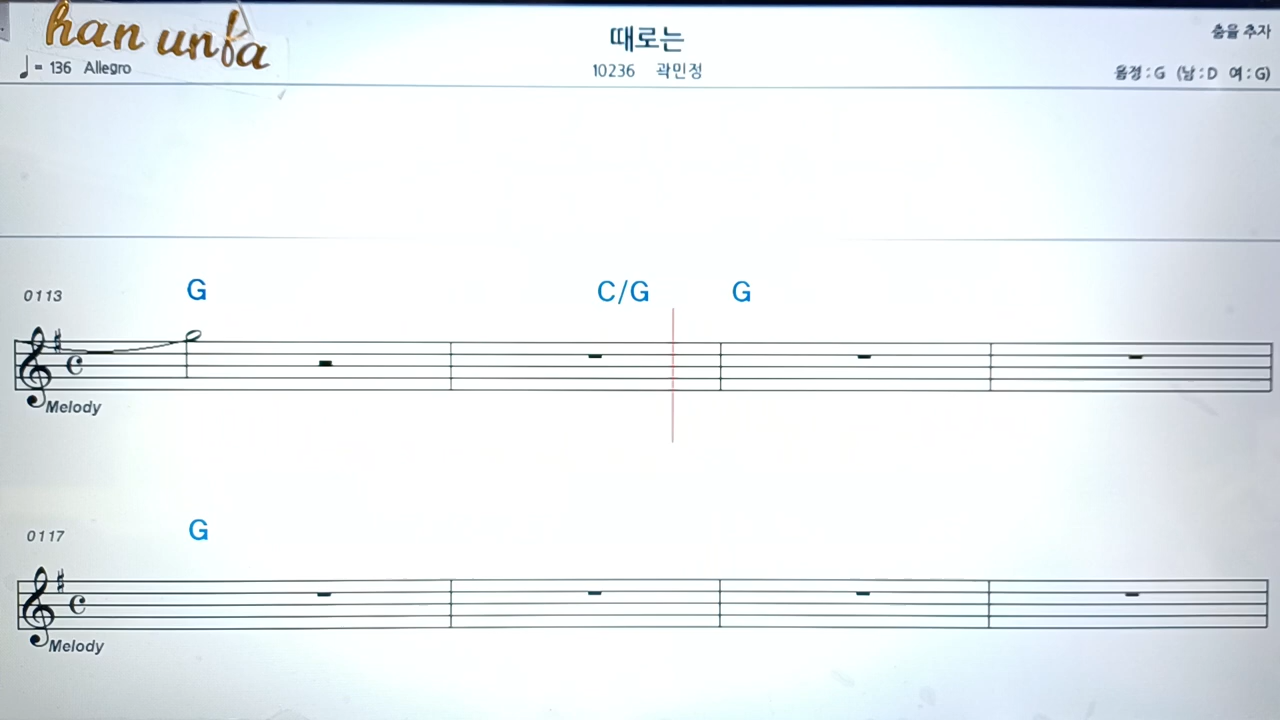 han unfa
♩= 136 Allegro
때로는
10236 곽민정
춤을 추자
음정 : G (남 : D 여 : G)
0113 G C/G G
Melody
0117 G
Melody